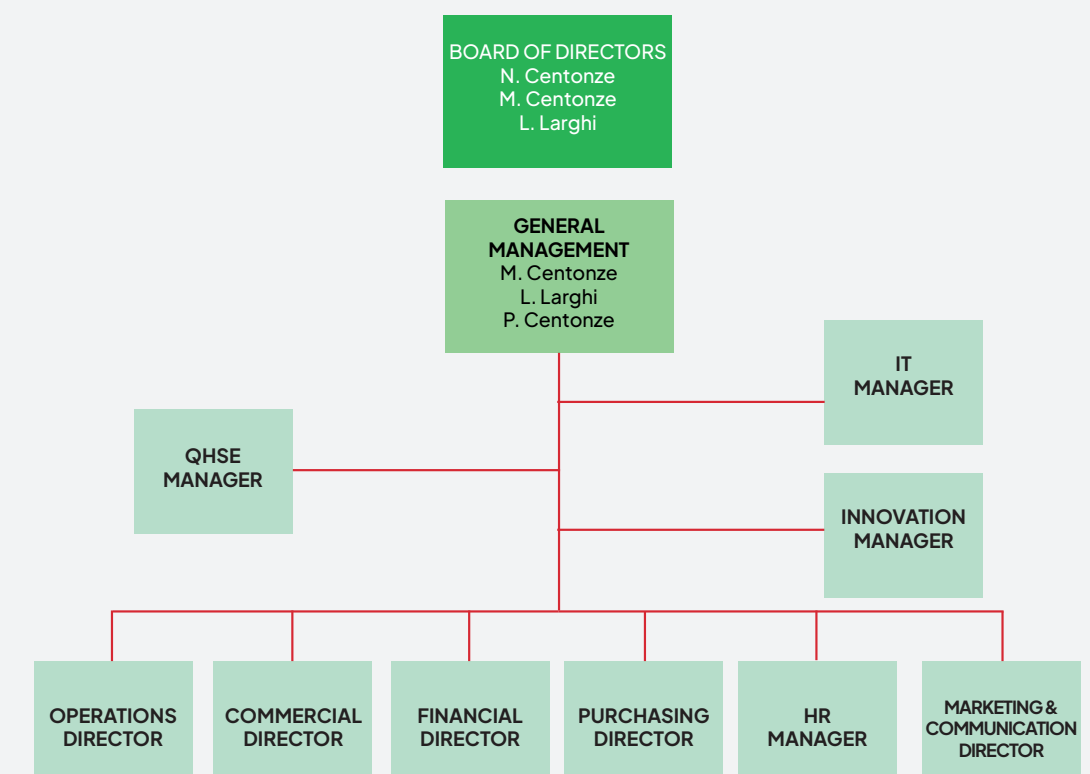 BOARD OF DIRECTORS
N. Centonze
M. Centonze
L. Larghi
GENERAL
MANAGEMENT
M. Centonze
L. Larghi
P. Centonze
IT
MANAGER
QHSE
MANAGER
INNOVATION
MANAGER
OPERATIONS
DIRECTOR
COMMERCIAL
DIRECTOR
FINANCIAL
DIRECTOR
PURCHASING
DIRECTOR
HR
MANAGER
MARKETING &
COMMUNICATION
DIRECTOR